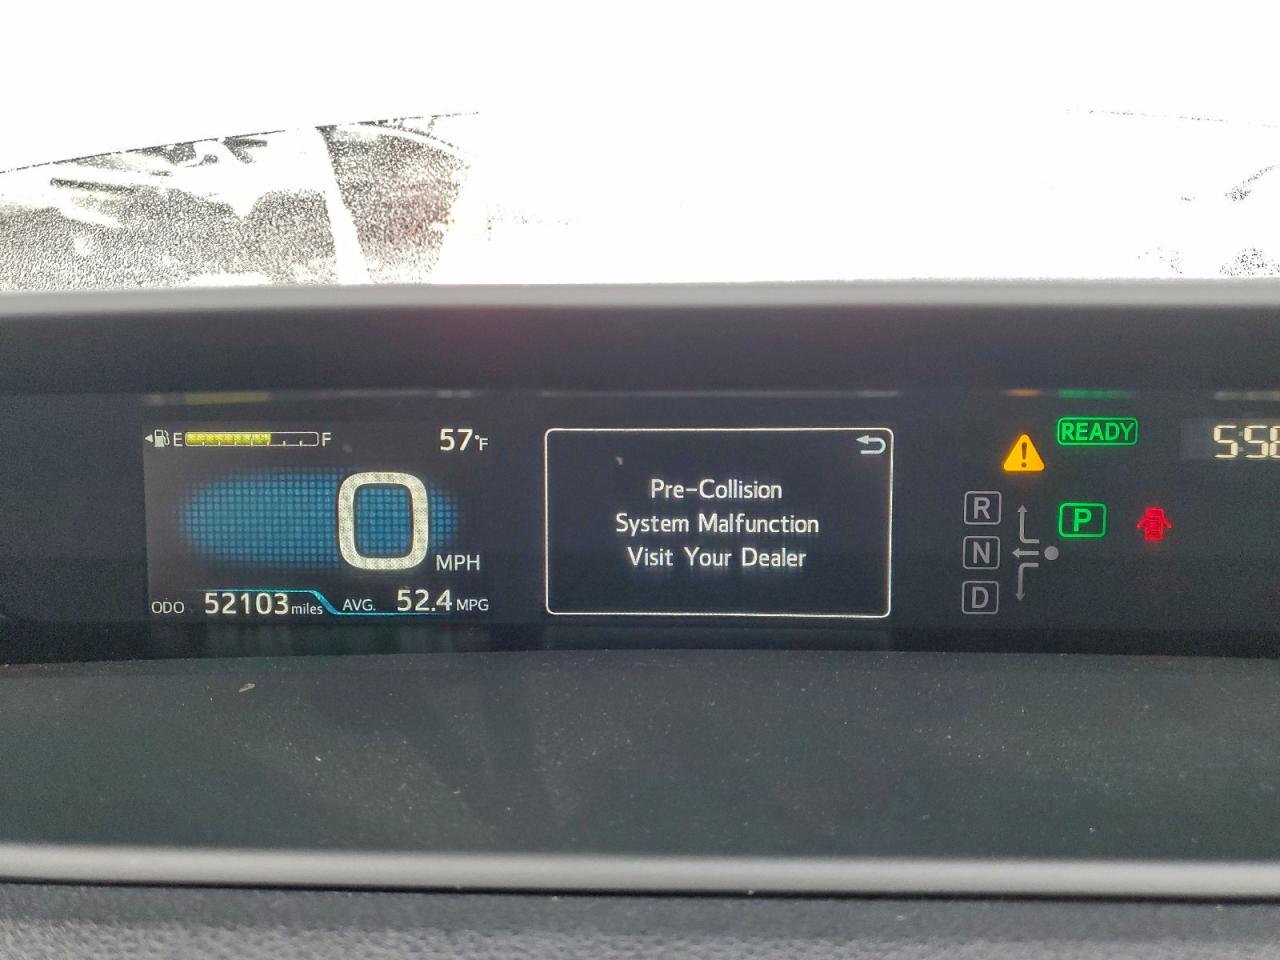 E F
57°F
0
MPH
ODO 52103 miles AVG. 52.4 MPG
Pre-Collision
System Malfunction
Visit Your Dealer
READY
R
N
D
P